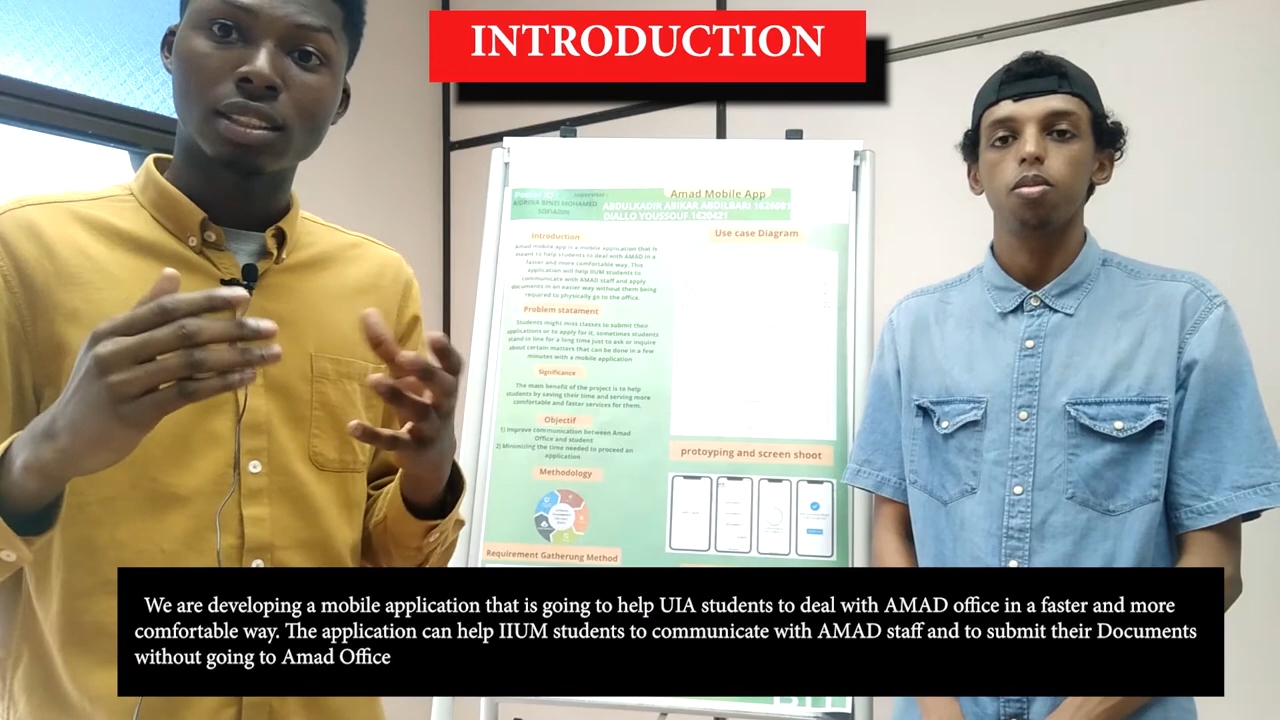 INTRODUCTION
Poster ID
Amad Mobile App
ABDULKADIR ABIKAR ABDILBARI
DIALLO YOUSSOUF 1620421
SOFIADIN
Introduction
Amad mobile app is a mobile application that is
meant to help students to deal with AMAD in a
faster and more comfortable way. This
application will help IIUM students to
communicate with AMAD staff and apply
documents in an easier way without them being
required to physically go to the office.
Problem statament
Students might miss classes to submit their
applications or to apply for it, sometimes students
stand in line for a long time just to ask or inquire
about certain matters that can be done in a few
minutes with a mobile application
Significance
The main benefit of the project is to help
students by saving their time and serving more
comfortable and faster services for them.
Objectif
1) Improve communication between Amad
Office and student
2) Minimizing the time needed to proceed an
application
Methodology
Requirement Gatherung Method
Use case Diagram
protoyping and screen shoot
We are developing a mobile application that is going to help UIA students to deal with AMAD office in a faster and more
comfortable way. The application can help IIUM students to communicate with AMAD staff and to submit their Documents
without going to Amad Office